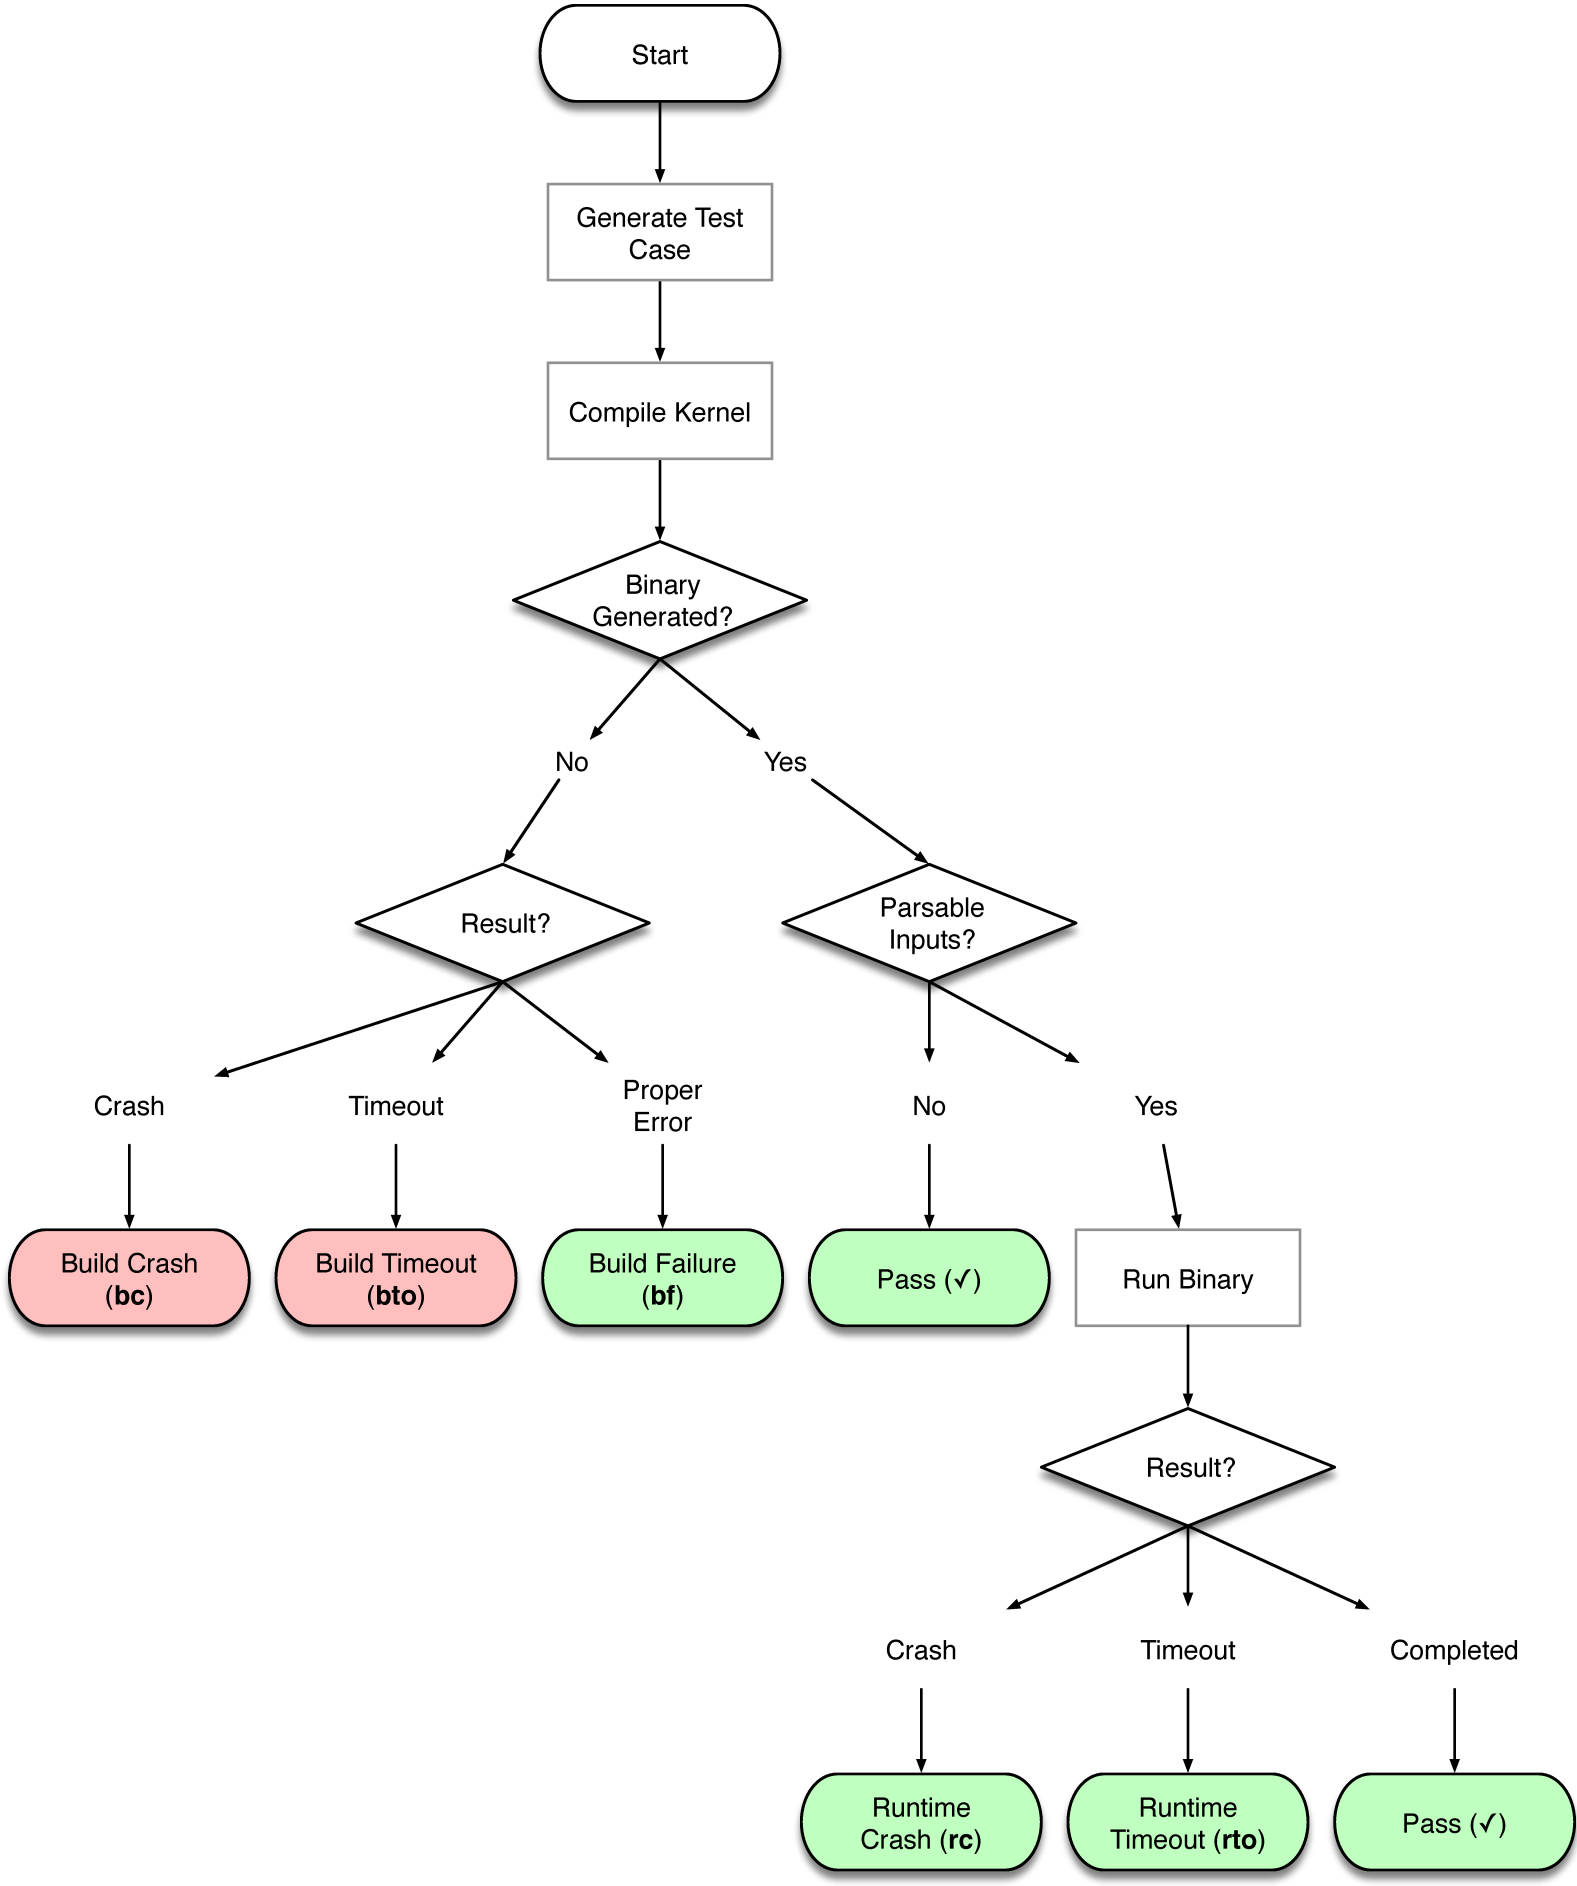 Start
Generate Test
Case
Compile Kernel
Binary
Generated?
No
Yes
Result?
Parsable
Inputs?
Crash
Timeout
Proper
Error
No
Yes
Build Crash
(bc)
Build Timeout
(bto)
Build Failure
(bf)
Pass (✓)
Run Binary
Result?
Crash
Timeout
Completed
Runtime
Crash (rc)
Runtime
Timeout (rto)
Pass (✓)